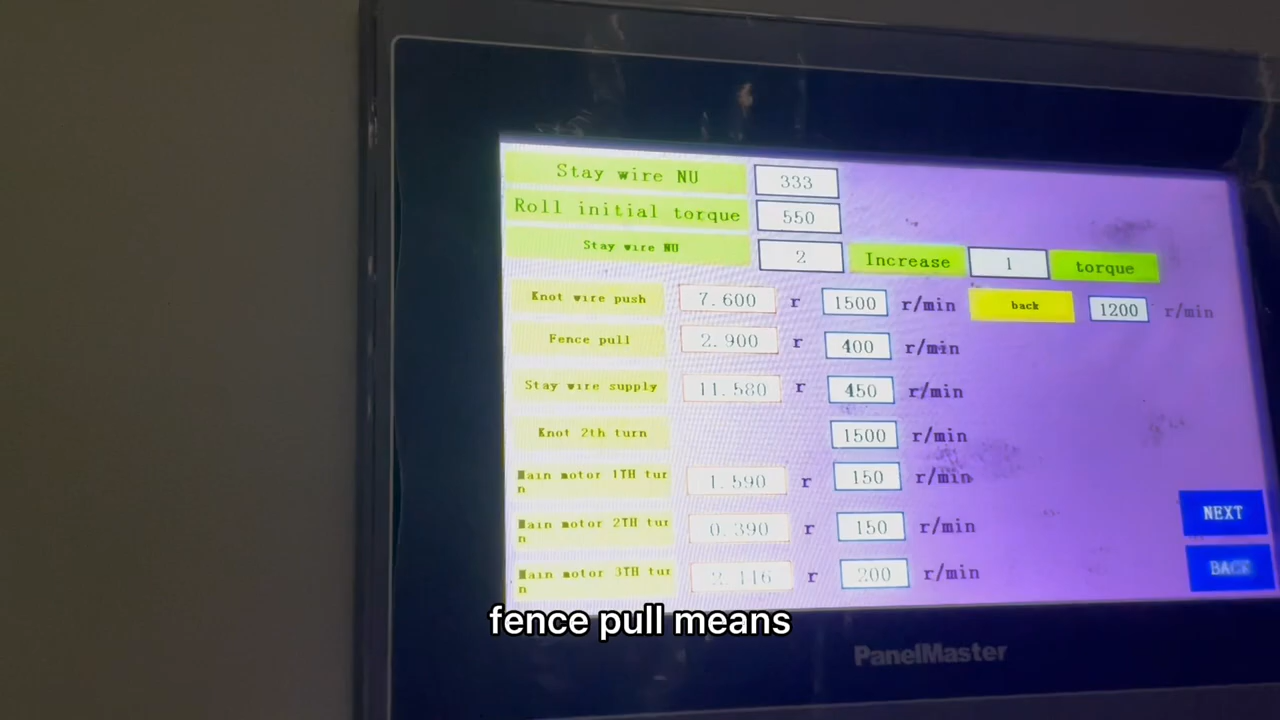 Stay wire NU 333
Roll initial torque 550
Stay wire NU 2 Increase 1 torque
Knot wire push 7.600 r 1500 r/min back 1200 r/min
Fence pull 2.900 r 400 r/min
Stay wire supply 11.580 r 450 r/min
Knot 2th turn 1500 r/min
Main motor 1TH tur
n 1.590 r 150 r/min
Main motor 2TH tur
n 0.390 r 150 r/min
Main motor 3TH tur
n 2.116 r 200 r/min
NEXT
BACK
fence pull means
PanelMaster